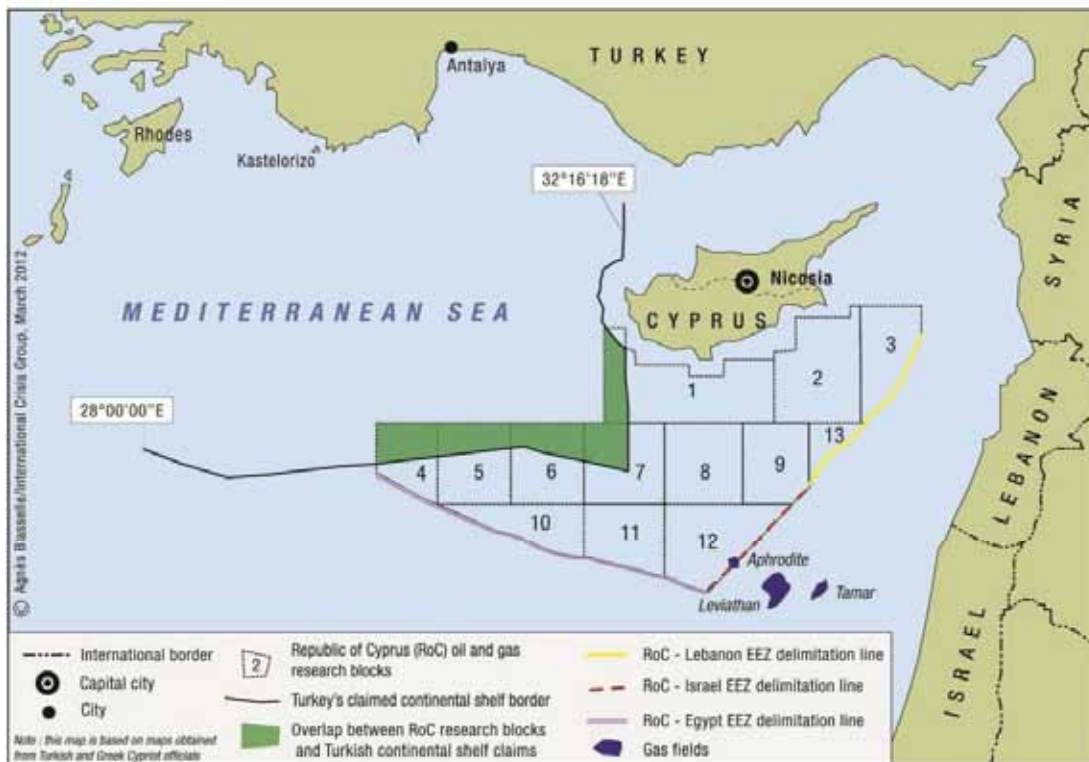 TURKEY
Antalya
Rhodes
Kastelorizo
32°16'18"E
SYRIA
Nicosia
MEDITERRANEAN SEA
CYPRUS
3
2
1
28°00'00"E
13
4
5
6
7
8
9
LEBANON
10
11
12
Aphrodite
Leviathan
Tamar
ISRAEL
© Agnès Blasselle/International Crisis Group, March 2012
International border
Capital city
City
Note : this map is based on maps obtained
from Turkish and Greek Cypriot officials
2
Republic of Cyprus (RoC) oil and gas
research blocks
Turkey's claimed continental shelf border
Overlap between RoC research blocks
and Turkish continental shelf claims
RoC - Lebanon EEZ delimitation line
RoC - Israel EEZ delimitation line
RoC - Egypt EEZ delimitation line
Gas fields